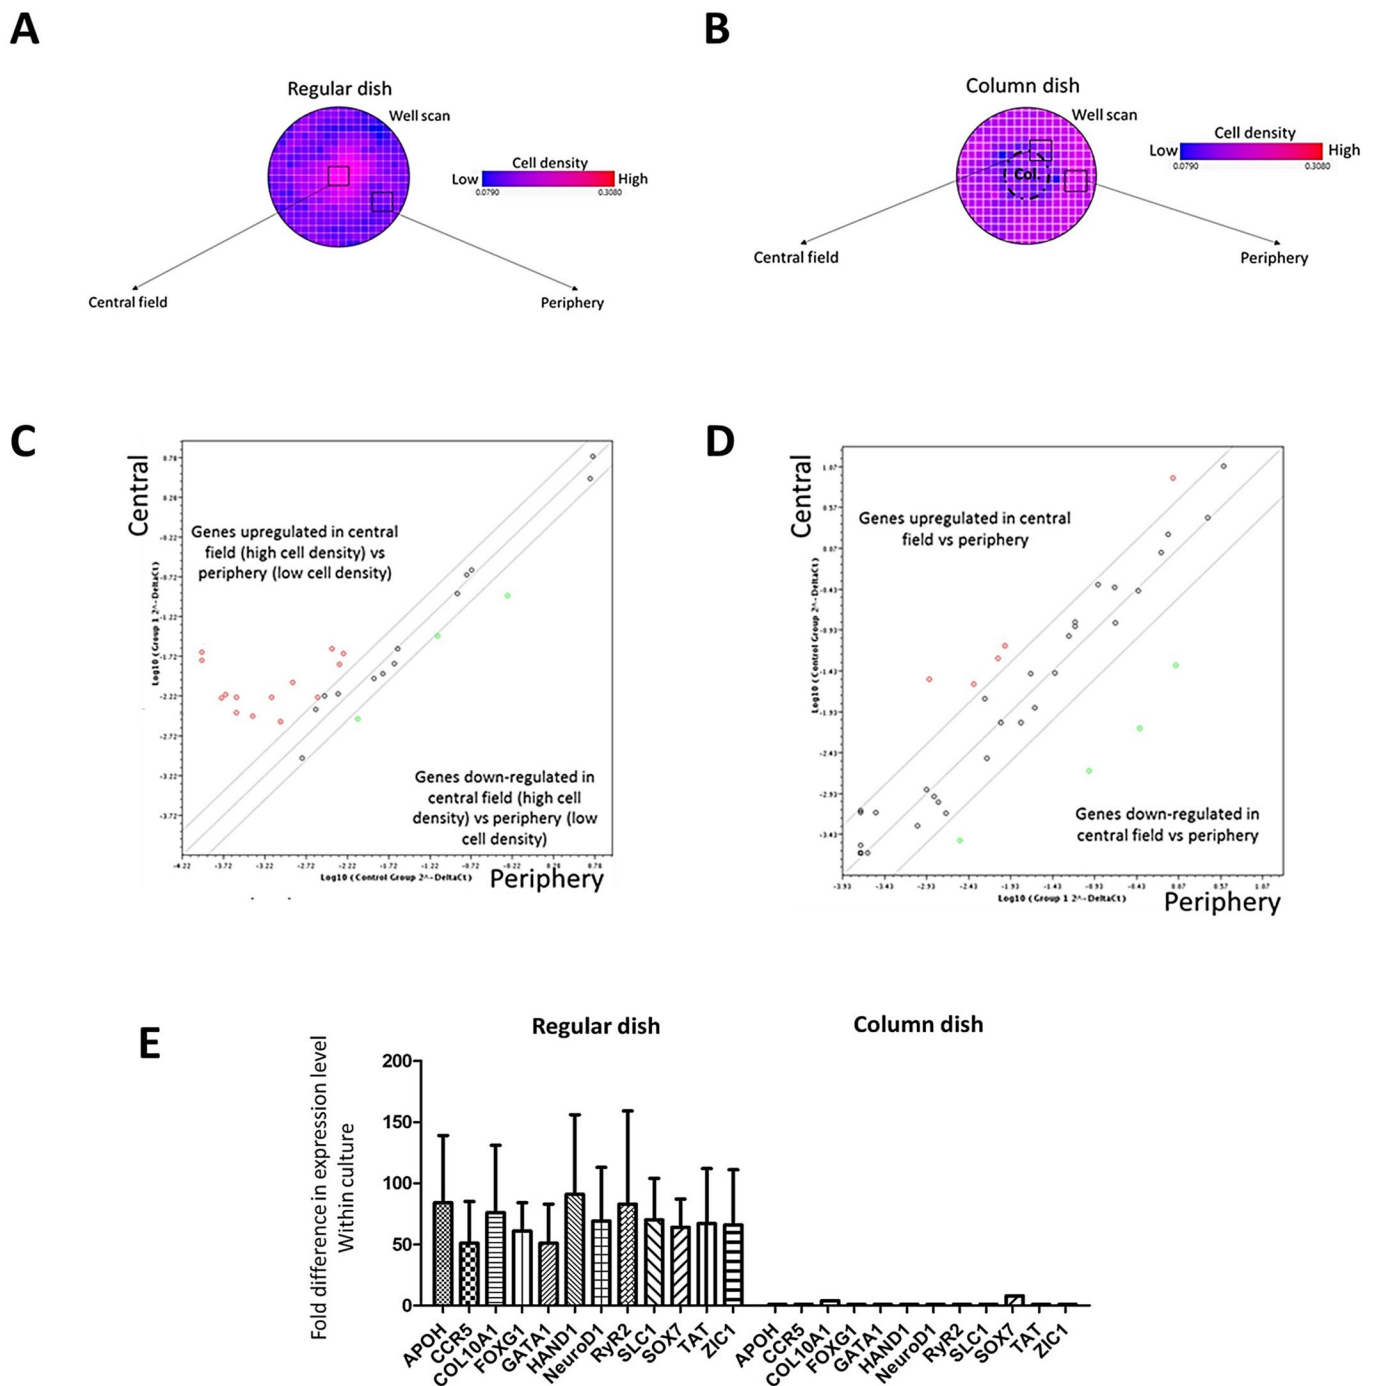 A
Regular dish
Well scan
Cell density
Low
High
0.0790
0.3080
Central field
Periphery
B
Column dish
Well scan
Cell density
Low
High
0.0790
0.3080
Col.
Central field
Periphery
C
Central
Genes upregulated in central
field (high cell density) vs
periphery (low cell density)
Log10 (Group 1 2^-DeltaCt)
0.78
0.28
-0.22
-0.72
-1.22
-1.72
-2.22
-2.72
-3.22
-3.72
Genes down-regulated in
central field (high cell
density) vs periphery (low
cell density)
-4.22 -3.72 -3.22 -2.72 -2.22 -1.72 -1.22 -0.72 -0.22 0.28 0.78
Log10 (Control Group 2^-DeltaCt)
Periphery
D
Central
Genes upregulated in central
field vs periphery
Log10 (Control Group 2^-DeltaCt)
1.07
0.57
0.07
-0.43
-0.93
-1.43
-1.93
-2.43
-2.93
-3.43
Genes down-regulated in
central field vs periphery
-3.93 -3.43 -2.93 -2.43 -1.93 -1.43 -0.93 -0.43 0.07 0.57 1.07
Log10 (Group 1 2^-DeltaCt)
Periphery
E
Regular dish
Column dish
Fold difference in expression level
Within culture
200
150
100
50
0
APOH
CCR5
COL10A1
FOXG1
GATA1
HAND1
NeuroD1
RyR2
SLC1
SOX7
TAT
ZIC1
APOH
CCR5
COL10A1
FOXG1
GATA1
HAND1
NeuroD1
RyR2
SLC1
SOX7
TAT
ZIC1